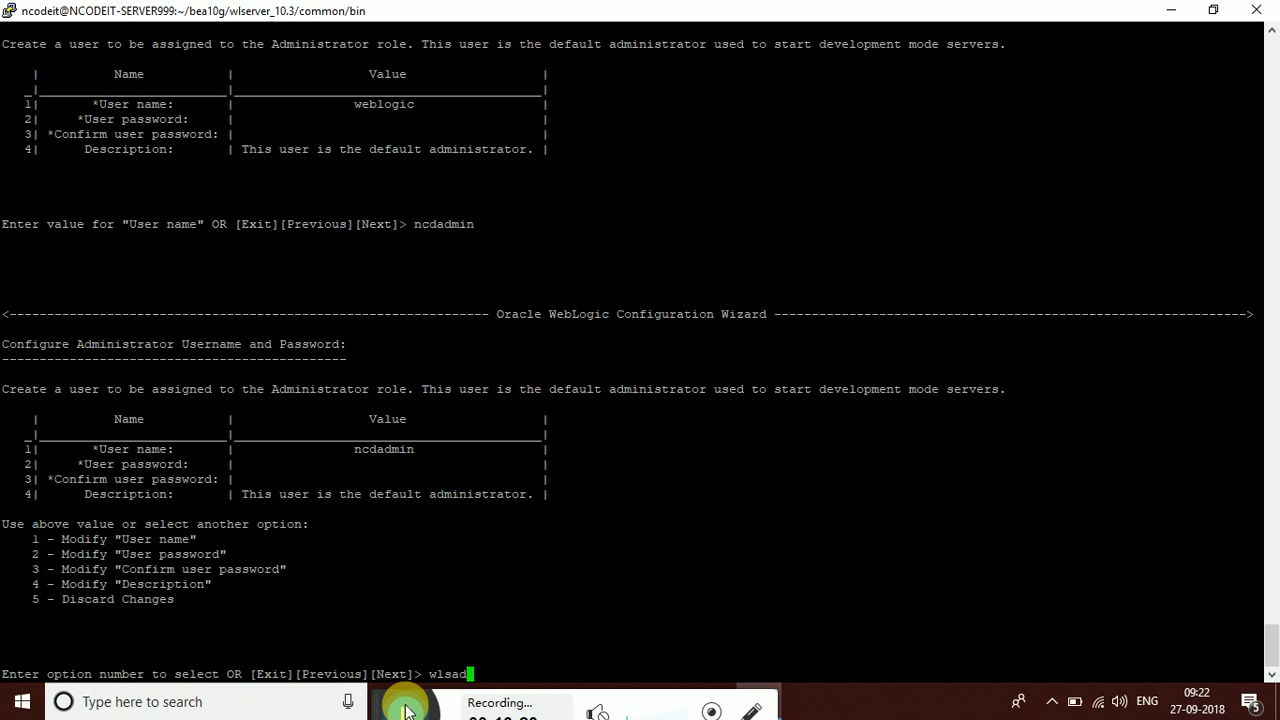 ncodeit@NCODEIT-SERVER999:~/bea10g/wlserver_10.3/common/bin
Create a user to be assigned to the Administrator role. This user is the default administrator used to start development mode servers.
| Name | Value |
_|____________________|________________________________|
1| *User name: | weblogic |
2| *User password: | |
3| *Confirm user password: | |
4| Description: | This user is the default administrator. |
Enter value for "User name" OR [Exit][Previous][Next]> ncdadmin
<---------------------------------------------------------------- Oracle WebLogic Configuration Wizard --------------------------------------------------------------->
Configure Administrator Username and Password:
----------------------------------------------
Create a user to be assigned to the Administrator role. This user is the default administrator used to start development mode servers.
| Name | Value |
_|____________________|________________________________|
1| *User name: | ncdadmin |
2| *User password: | |
3| *Confirm user password: | |
4| Description: | This user is the default administrator. |
Use above value or select another option:
1 - Modify "User name"
2 - Modify "User password"
3 - Modify "Confirm user password"
4 - Modify "Description"
5 - Discard Changes
Enter option number to select OR [Exit][Previous][Next]> wlsad
Type here to search
Recording...
ENG
09:22
27-09-2018
5